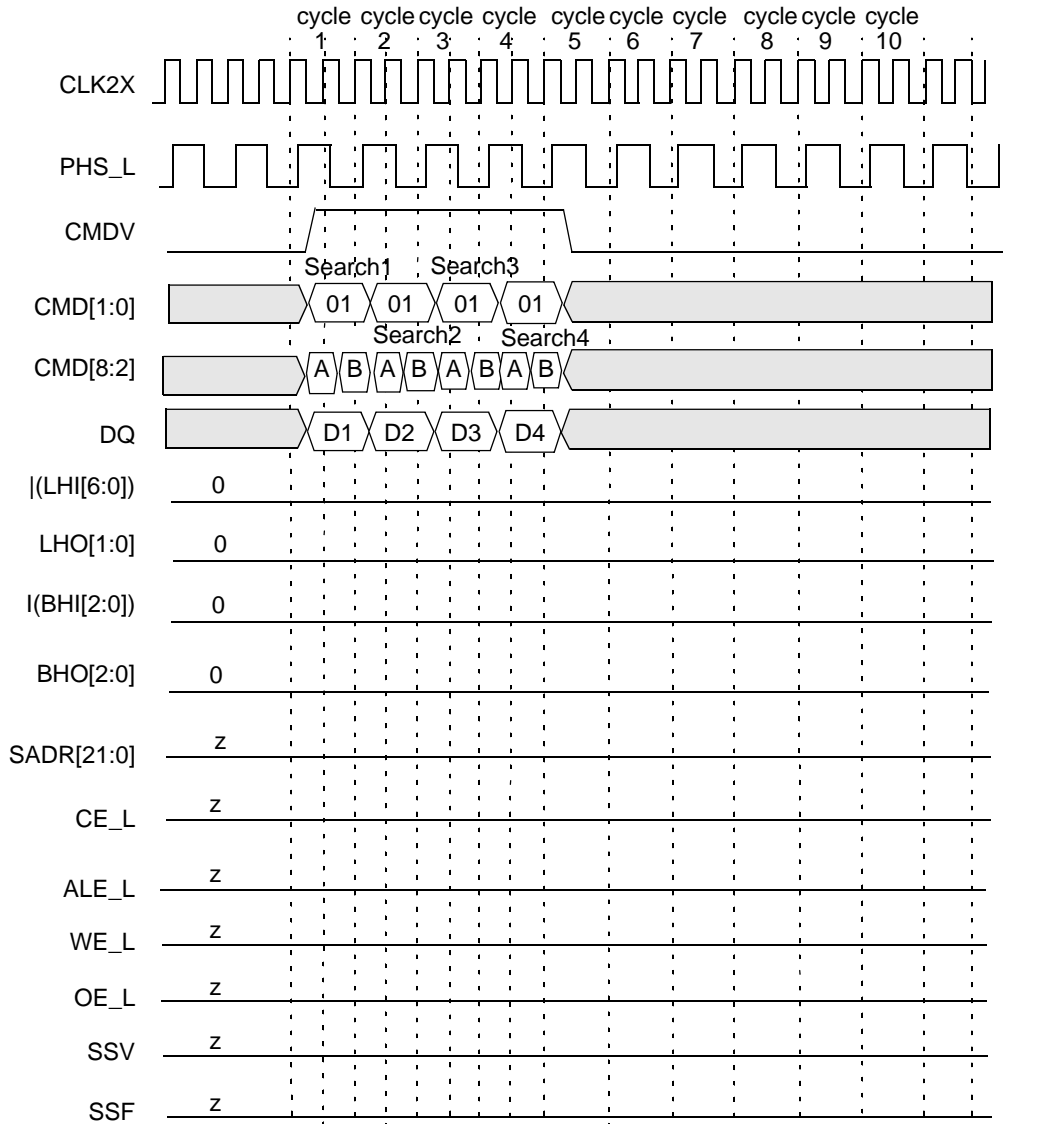 cycle cycle cycle cycle cycle cycle cycle cycle cycle cycle
1 2 3 4 5 6 7 8 9 10
CLK2X
PHS_L
CMDV
Search1 Search3
CMD[1:0] 01 01 01 01
Search2 Search4
CMD[8:2] A B A B A B A B
DQ D1 D2 D3 D4
|(LHI[6:0]) 0
LHO[1:0] 0
I(BHI[2:0]) 0
BHO[2:0] 0
SADR[21:0] z
CE_L z
ALE_L z
WE_L z
OE_L z
SSV z
SSF z